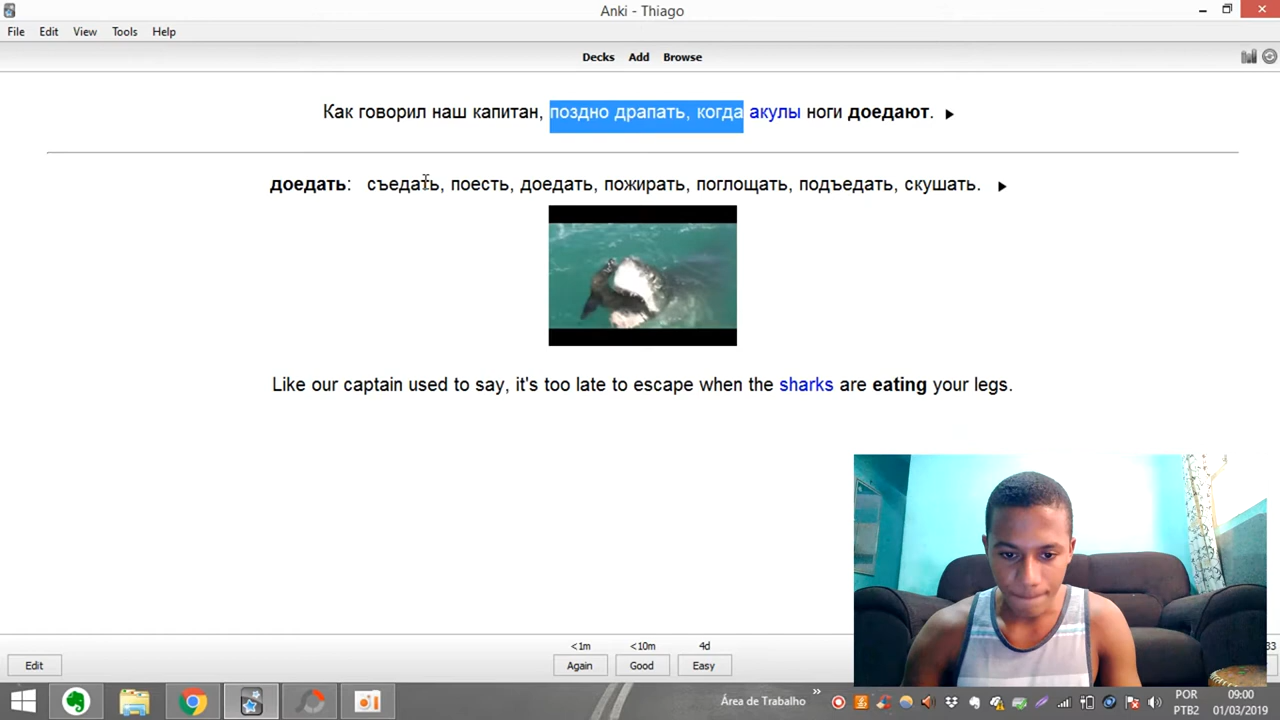 Anki - Thiago
File Edit View Tools Help
Decks Add Browse
Как говорил наш капитан, поздно драпать, когда акулы ноги доедают.
доедать: съедать, поесть, доедать, пожирать, поглощать, подъедать, скушать.
Like our captain used to say, it's too late to escape when the sharks are eating your legs.
<1m <10m 4d
Edit Again Good Easy 33
Área de Trabalho POR 09:00
PTB2 01/03/2019